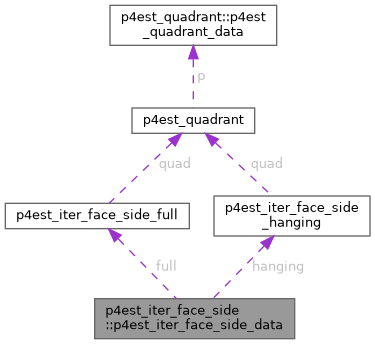 p4est_quadrant::p4est
_quadrant_data
p
p4est_quadrant
quad
quad
p4est_iter_face_side_full
p4est_iter_face_side
_hanging
full
hanging
p4est_iter_face_side
::p4est_iter_face_side_data